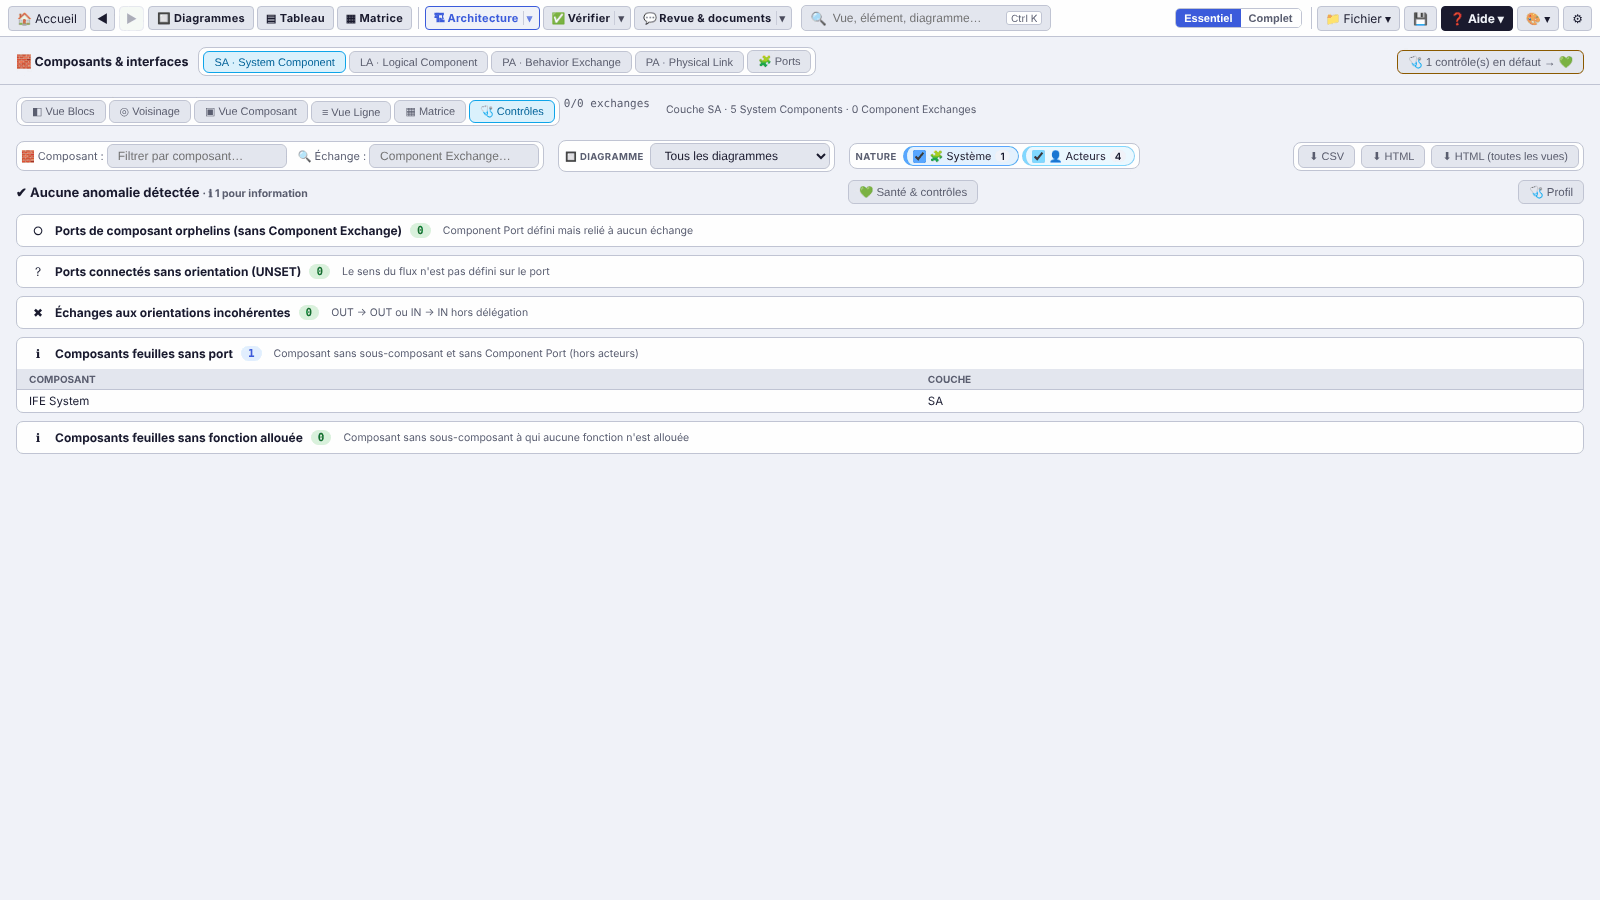 🏠 Accueil ◀ ▶ 🔲 Diagrammes ▤ Tableau ▦ Matrice 🏗 Architecture ▾ ✅ Vérifier ▾ 💬 Revue & documents ▾ 🔍 Vue, élément, diagramme… Ctrl K Essentiel Complet 📁 Fichier ▾ 💾 ❓ Aide ▾ 🎨 ▾ ⚙
🧱 Composants & interfaces SA · System Component LA · Logical Component PA · Behavior Exchange PA · Physical Link 🧩 Ports 🩺 1 contrôle(s) en défaut → 💚
◧ Vue Blocs ◎ Voisinage ▣ Vue Composant ≡ Vue Ligne ▦ Matrice 🩺 Contrôles 0/0 exchanges Couche SA · 5 System Components · 0 Component Exchanges
🧱 Composant : Filtrer par composant… 🔍 Échange : Component Exchange… 🔲 DIAGRAMME Tous les diagrammes NATURE 🧩 Système 1 👤 Acteurs 4 ⬇ CSV ⬇ HTML ⬇ HTML (toutes les vues)
✔ Aucune anomalie détectée · ℹ 1 pour information 💚 Santé & contrôles 🩺 Profil
○ Ports de composant orphelins (sans Component Exchange) 0 Component Port défini mais relié à aucun échange
? Ports connectés sans orientation (UNSET) 0 Le sens du flux n'est pas défini sur le port
✖ Échanges aux orientations incohérentes 0 OUT → OUT ou IN → IN hors délégation
ℹ Composants feuilles sans port 1 Composant sans sous-composant et sans Component Port (hors acteurs)
COMPOSANT COUCHE
IFE System SA
ℹ Composants feuilles sans fonction allouée 0 Composant sans sous-composant à qui aucune fonction n'est allouée